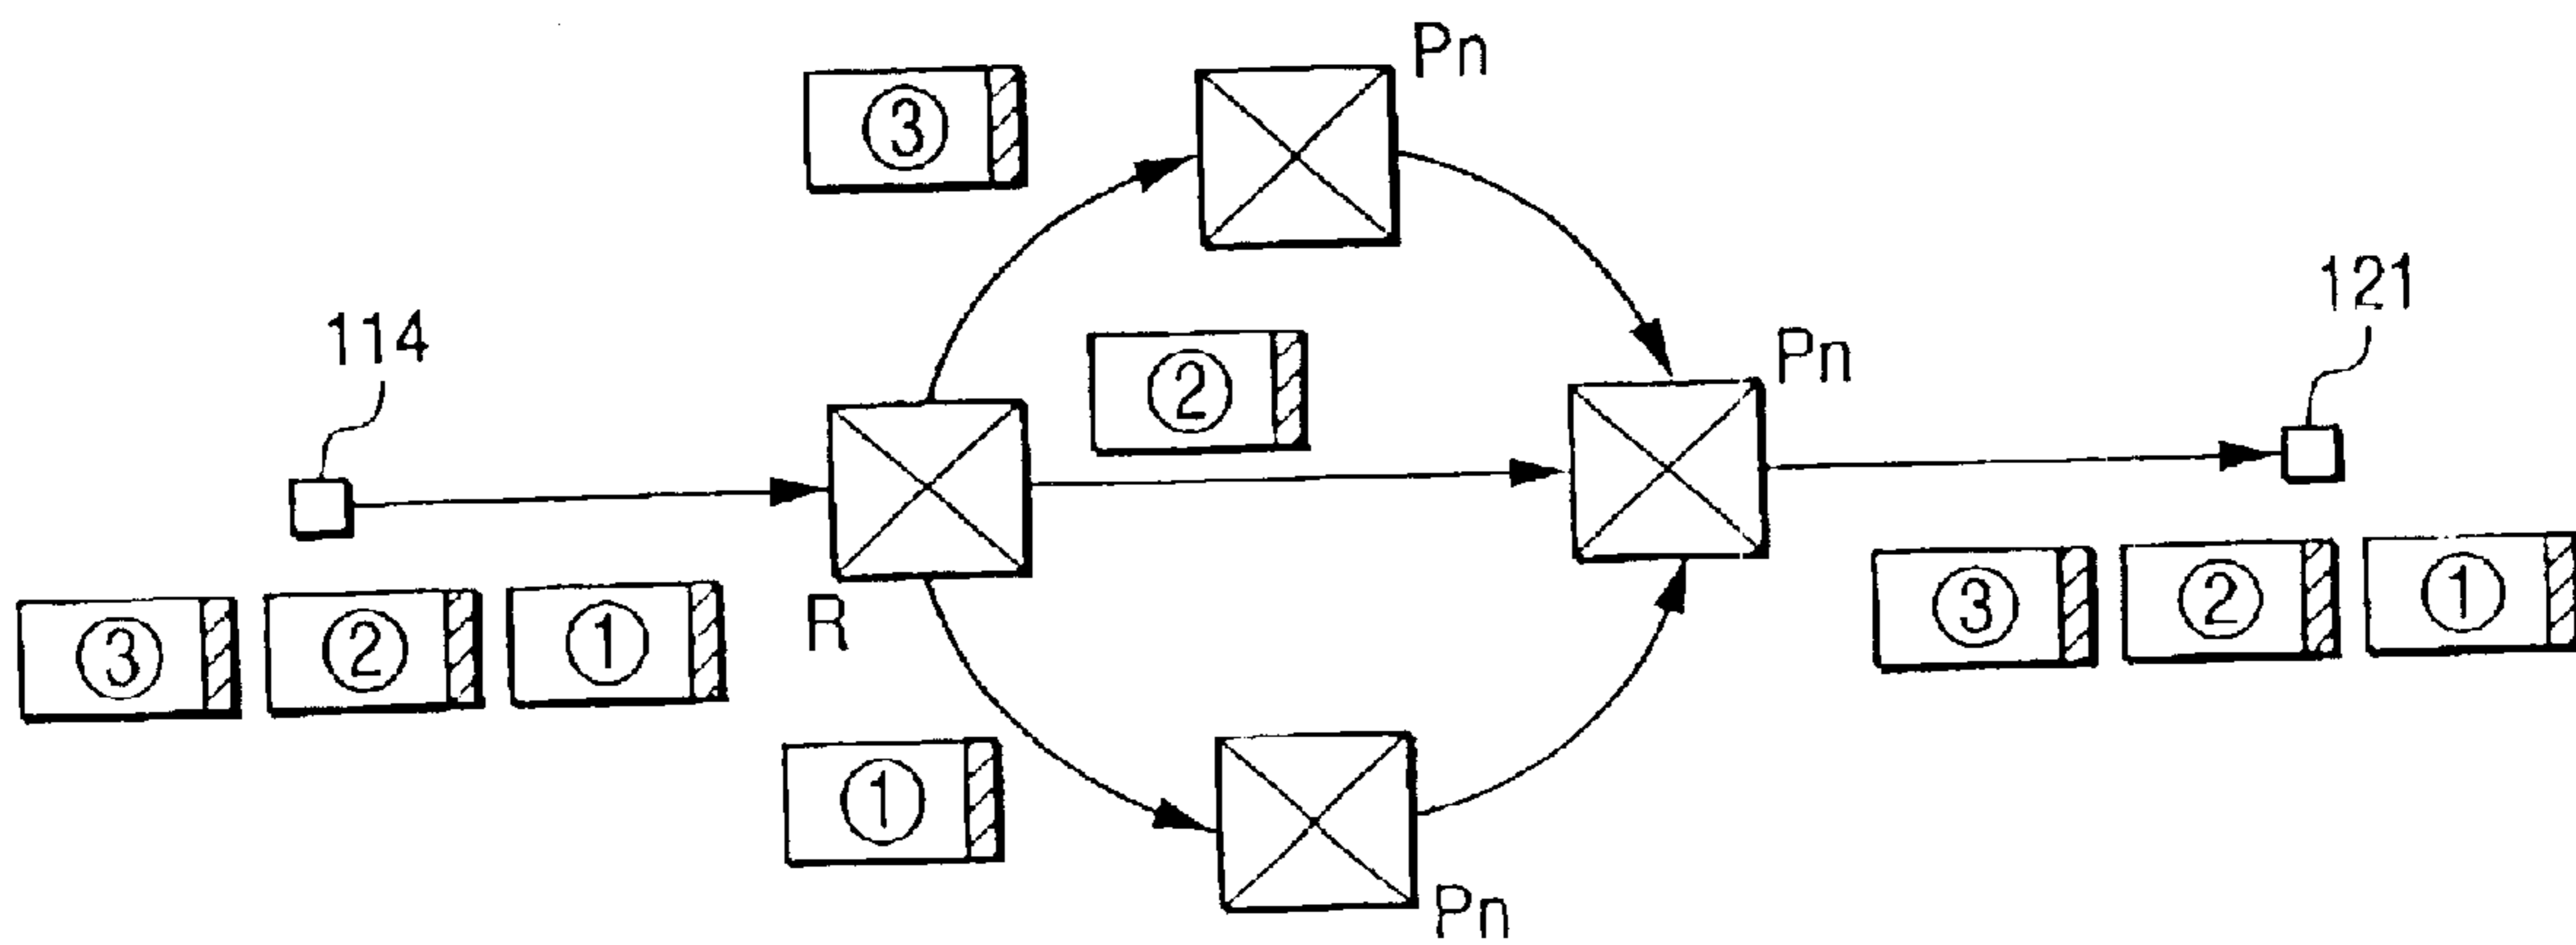 Pn
③
121
114
②
Pn
③ ② ①
R
③ ② ①
①
Pn